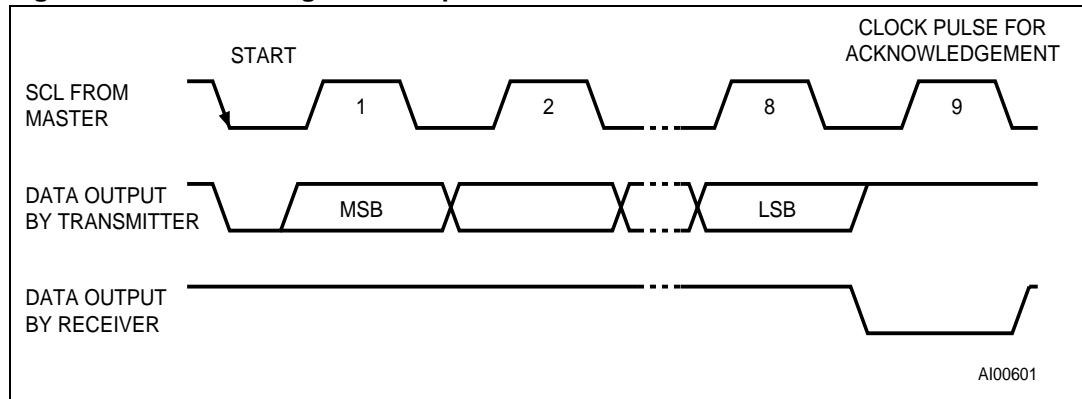 CLOCK PULSE FOR
ACKNOWLEDGEMENT
START
SCL FROM
MASTER
1
2
8
9
DATA OUTPUT
BY TRANSMITTER
MSB
LSB
DATA OUTPUT
BY RECEIVER
AI00601